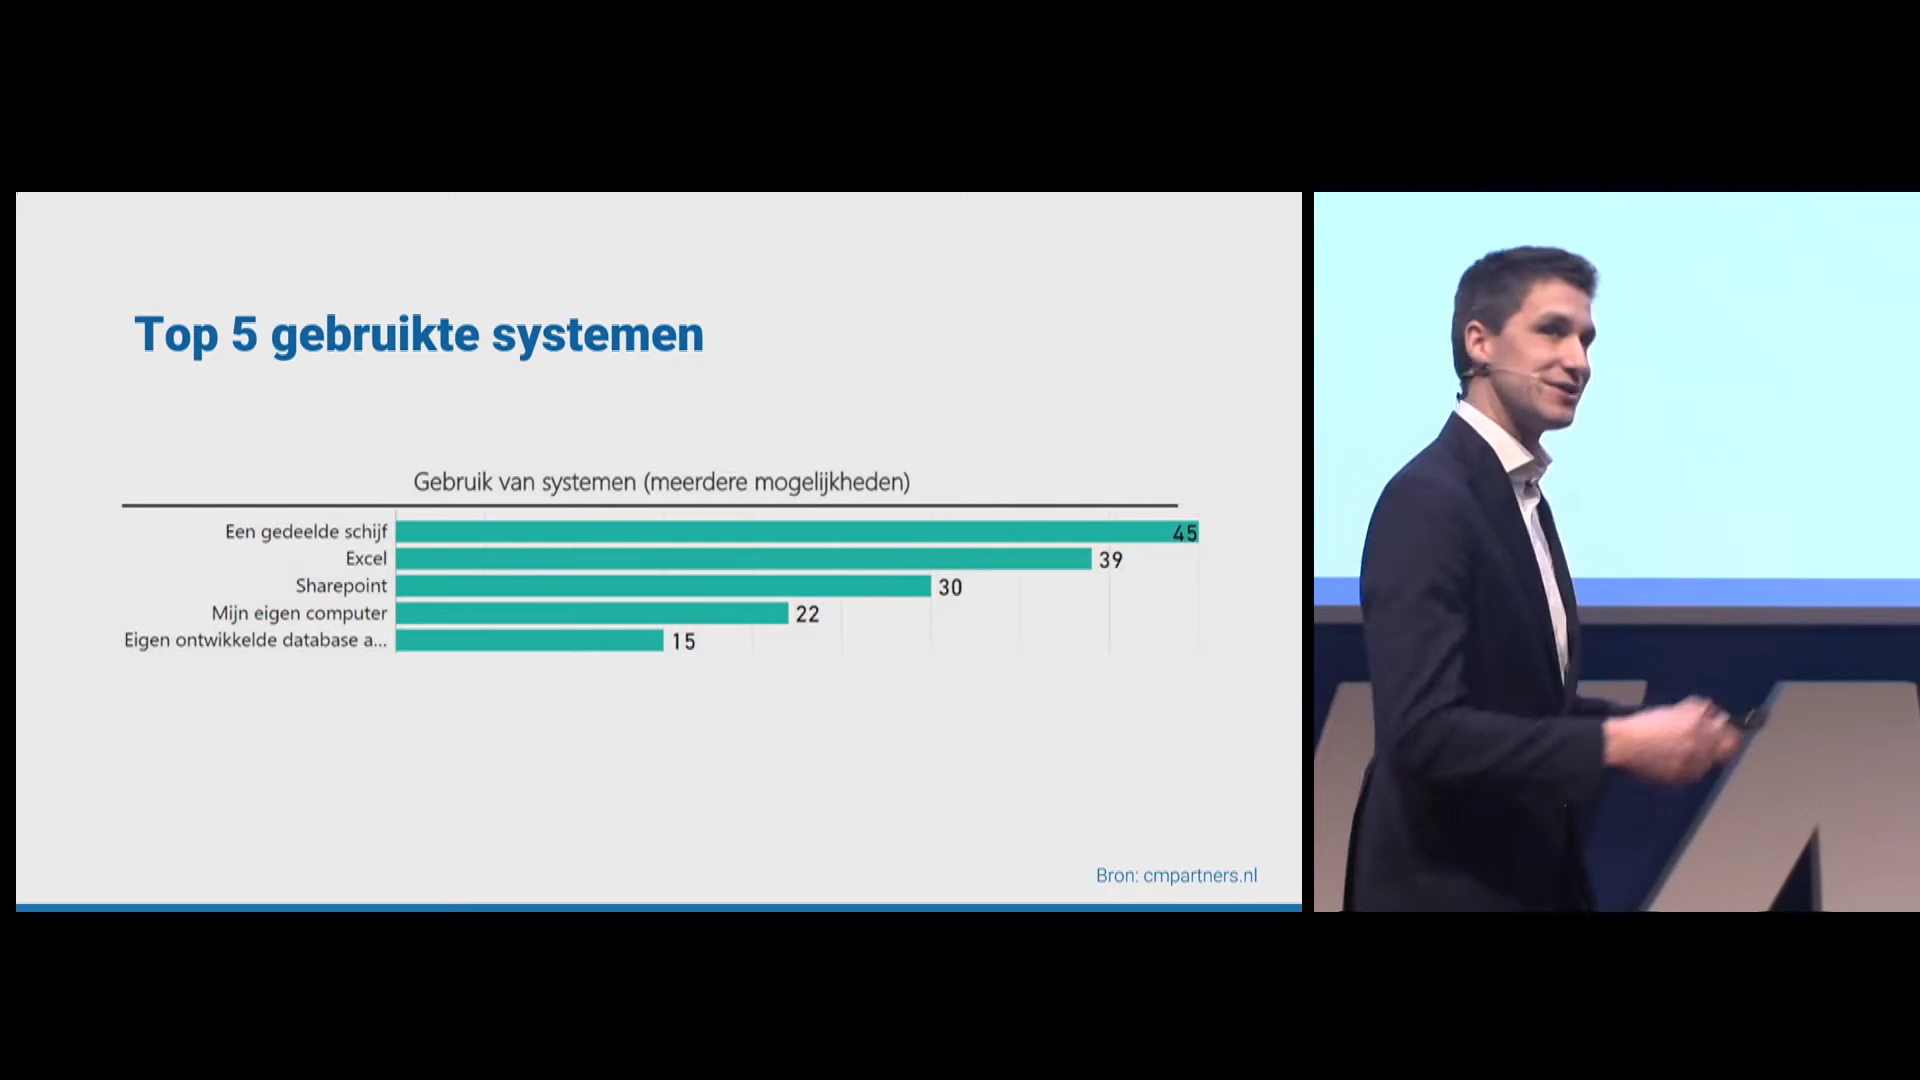 Top 5 gebruikte systemen
Gebruik van systemen (meerdere mogelijkheden)
Een gedeelde schijf 45
Excel 39
Sharepoint 30
Mijn eigen computer 22
Eigen ontwikkelde database a... 15
Bron: cmpartners.nl